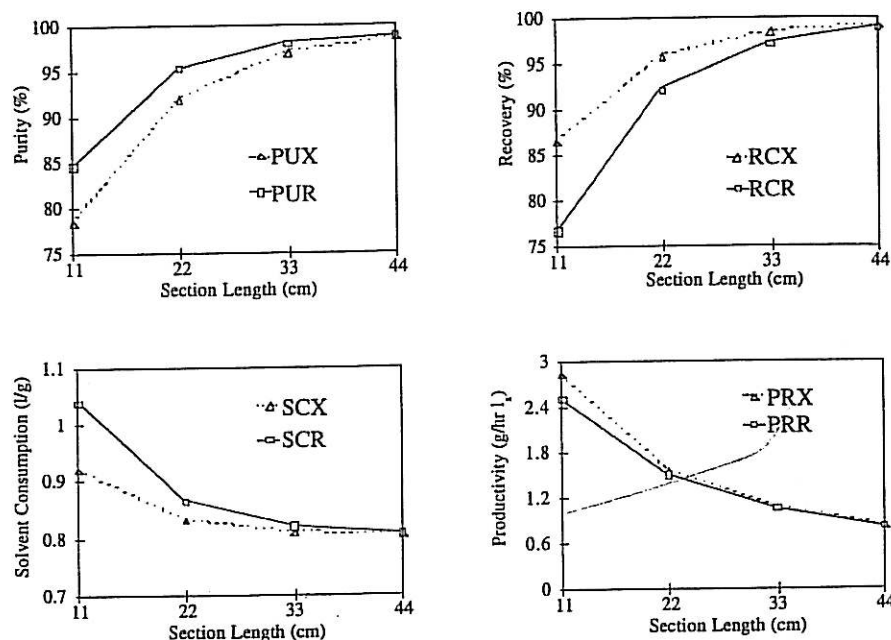 100
95
90
85
80
75
Purity (%)
PUX
PUR
11 22 33 44
Section Length (cm)
100
95
90
85
80
75
Recovery (%)
RCX
RCR
11 22 33 44
Section Length (cm)
1.1
1
0.9
0.8
0.7
Solvent Consumption (l/g)
SCX
SCR
11 22 33 44
Section Length (cm)
3
2.4
1.8
1.2
0.6
0
Productivity (g/hr l
PRX
PRR
11 22 33 44
Section Length (cm)